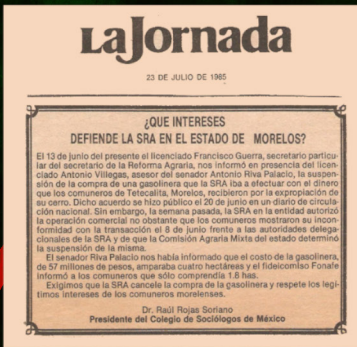 La Jornada
23 DE JULIO DE 1985
¿QUE INTERESES
DEFIENDE LA SRA EN EL ESTADO DE MORELOS?
El 13 de junio del presente el licenciado Francisco Guerra, secretario particu-
lar del secretario de la Reforma Agraria, nos informó en presencia del licen-
ciado Antonio Villegas, asesor del senador Antonio Riva Palacio, la suspen-
sión de la compra de una gasolinera que la SRA iba a efectuar con el dinero
que los comuneros de Tetecalita, Morelos, recibieron por la expropiación de
su cerro. Dicho acuerdo se hizo público el 20 de junio en un diario de circula-
ción nacional. Sin embargo, la semana pasada, la SRA en la entidad autorizó
la operación comercial no obstante que los comuneros mostraron su incon-
formidad con la transacción el 8 de junio frente a las autoridades delega-
cionales de la SRA y de que la Comisión Agraria Mixta del estado determinó
la suspensión de la misma.
El senador Riva Palacio nos había informado que el costo de la gasolinera,
de 57 millones de pesos, amparaba cuatro hectáreas y el fideicomiso Fonafe
informó a los comuneros que sólo comprendía 1.8 has.
Exigimos que la SRA cancele la compra de la gasolinera y respete los legí-
timos intereses de los comuneros morelenses.
Dr. Raúl Rojas Soriano
Presidente del Colegio de Sociólogos de México